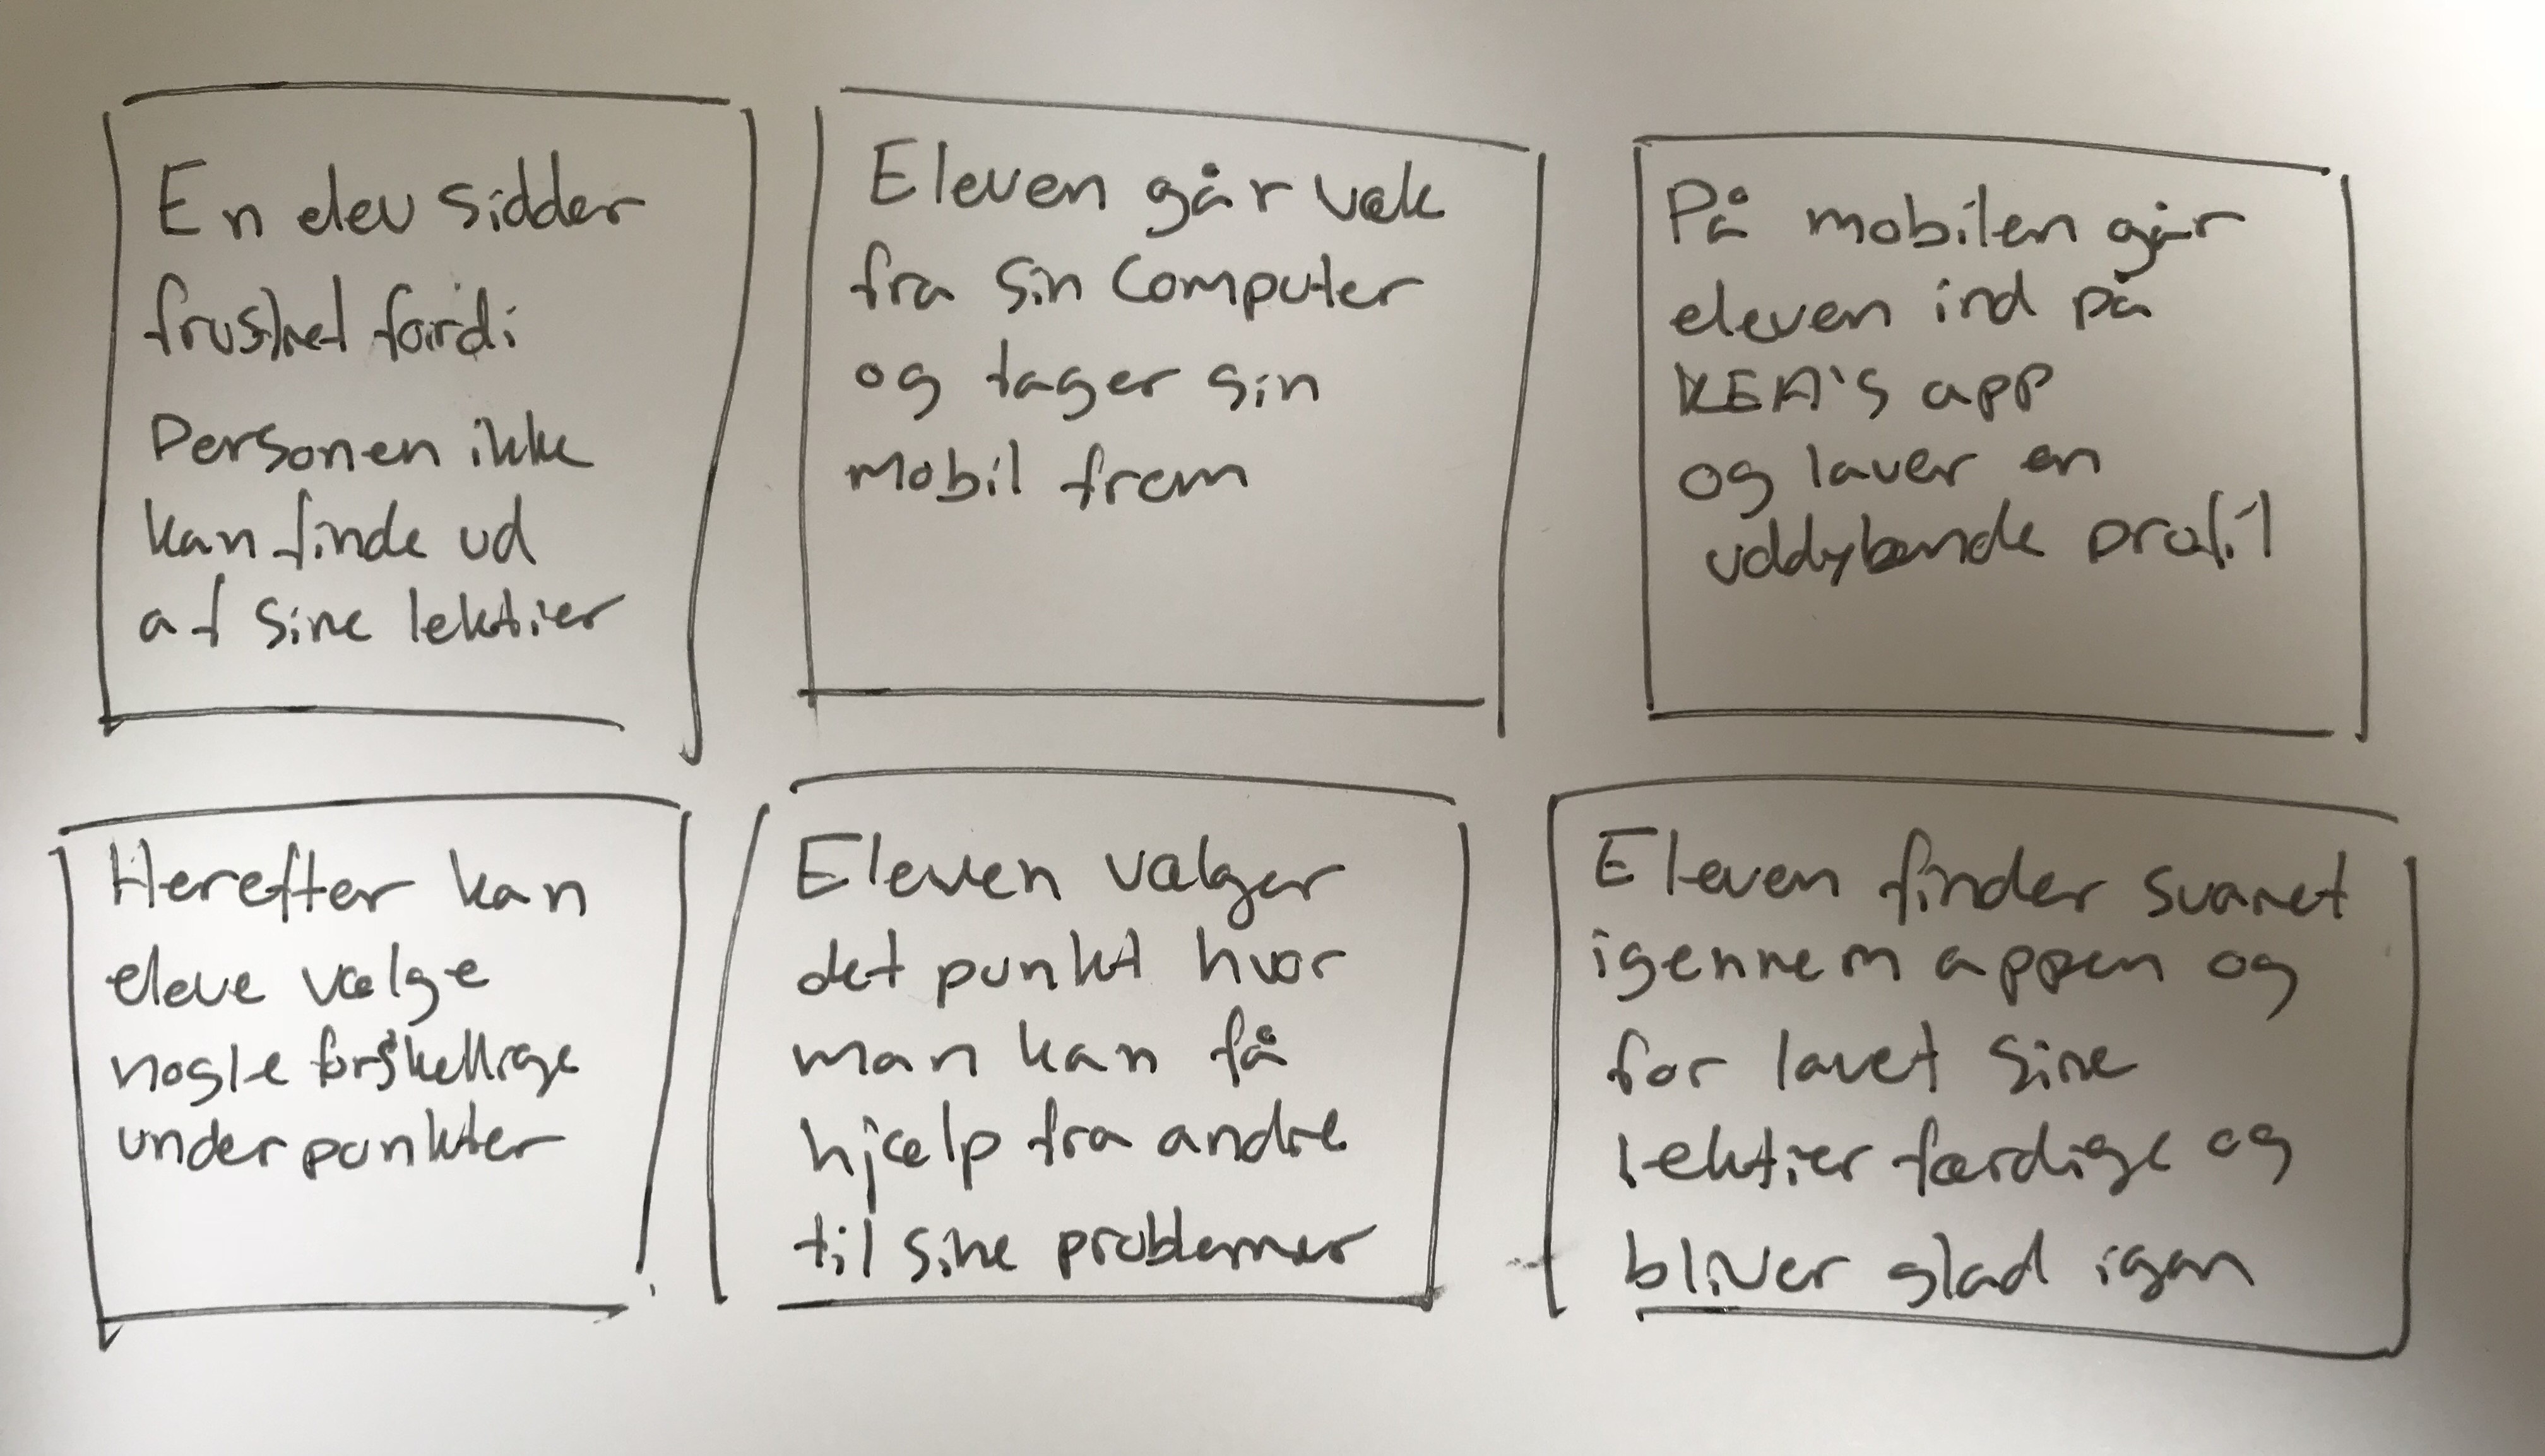 En elev sidder
frustret fordi
Personen ikke
kan finde ud
af sine lektier
Eleven går væk
fra sin computer
og tager sin
mobil frem
På mobilen går
eleven ind på
KEA's app
og laver en
uddybende profil
Herefter kan
eleve vælge
nogle forskellige
underpunkter
Eleven vælger
det punkt hvor
man kan få
hjælp fra andre
til sine problemer
Eleven finder svaret
igennem appen og
for lavet sine
lektier færdige og
bliver glad igen